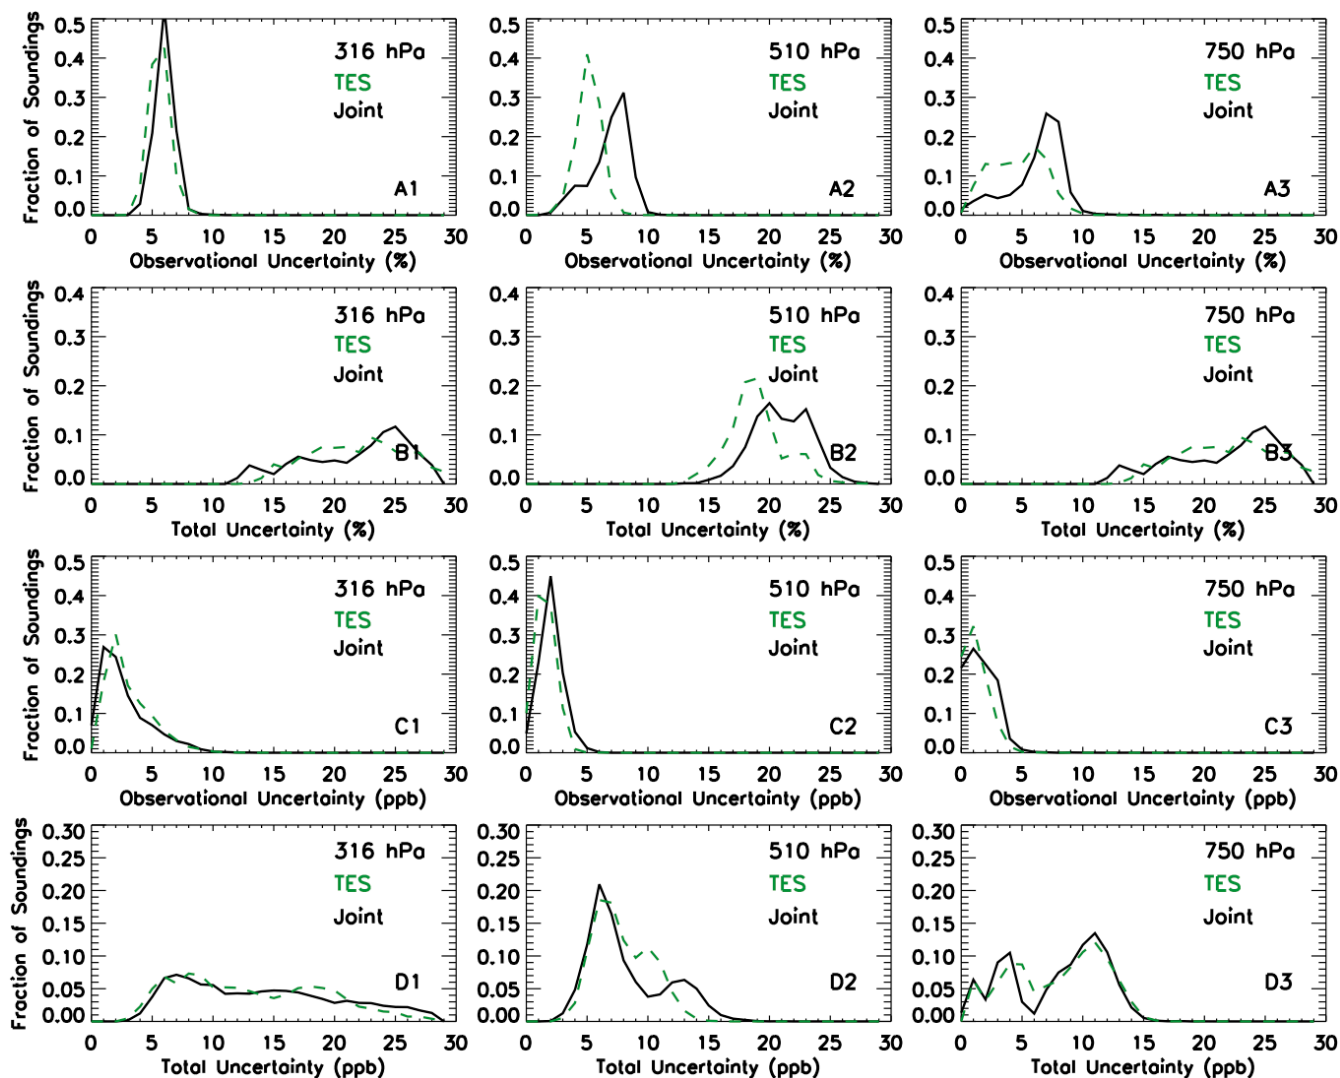 Fraction of Soundings
0.5
0.4
0.3
0.2
0.1
0.0
316 hPa
TES
Joint
A1
0 5 10 15 20 25 30
Observational Uncertainty (%)
0.5
0.4
0.3
0.2
0.1
0.0
510 hPa
TES
Joint
A2
0 5 10 15 20 25 30
Observational Uncertainty (%)
0.5
0.4
0.3
0.2
0.1
0.0
750 hPa
TES
Joint
A3
0 5 10 15 20 25 30
Observational Uncertainty (%)
Fraction of Soundings
0.4
0.3
0.2
0.1
0.0
316 hPa
TES
Joint
B1
0 5 10 15 20 25 30
Total Uncertainty (%)
0.4
0.3
0.2
0.1
0.0
510 hPa
TES
Joint
B2
0 5 10 15 20 25 30
Total Uncertainty (%)
0.4
0.3
0.2
0.1
0.0
750 hPa
TES
Joint
B3
0 5 10 15 20 25 30
Total Uncertainty (%)
Fraction of Soundings
0.5
0.4
0.3
0.2
0.1
0.0
316 hPa
TES
Joint
C1
0 5 10 15 20 25 30
Observational Uncertainty (ppb)
0.5
0.4
0.3
0.2
0.1
0.0
510 hPa
TES
Joint
C2
0 5 10 15 20 25 30
Observational Uncertainty (ppb)
0.5
0.4
0.3
0.2
0.1
0.0
750 hPa
TES
Joint
C3
0 5 10 15 20 25 30
Observational Uncertainty (ppb)
Fraction of Soundings
0.30
0.25
0.20
0.15
0.10
0.05
0.00
316 hPa
TES
Joint
D1
0 5 10 15 20 25 30
Total Uncertainty (ppb)
0.30
0.25
0.20
0.15
0.10
0.05
0.00
510 hPa
TES
Joint
D2
0 5 10 15 20 25 30
Total Uncertainty (ppb)
0.30
0.25
0.20
0.15
0.10
0.05
0.00
750 hPa
TES
Joint
D3
0 5 10 15 20 25 30
Total Uncertainty (ppb)